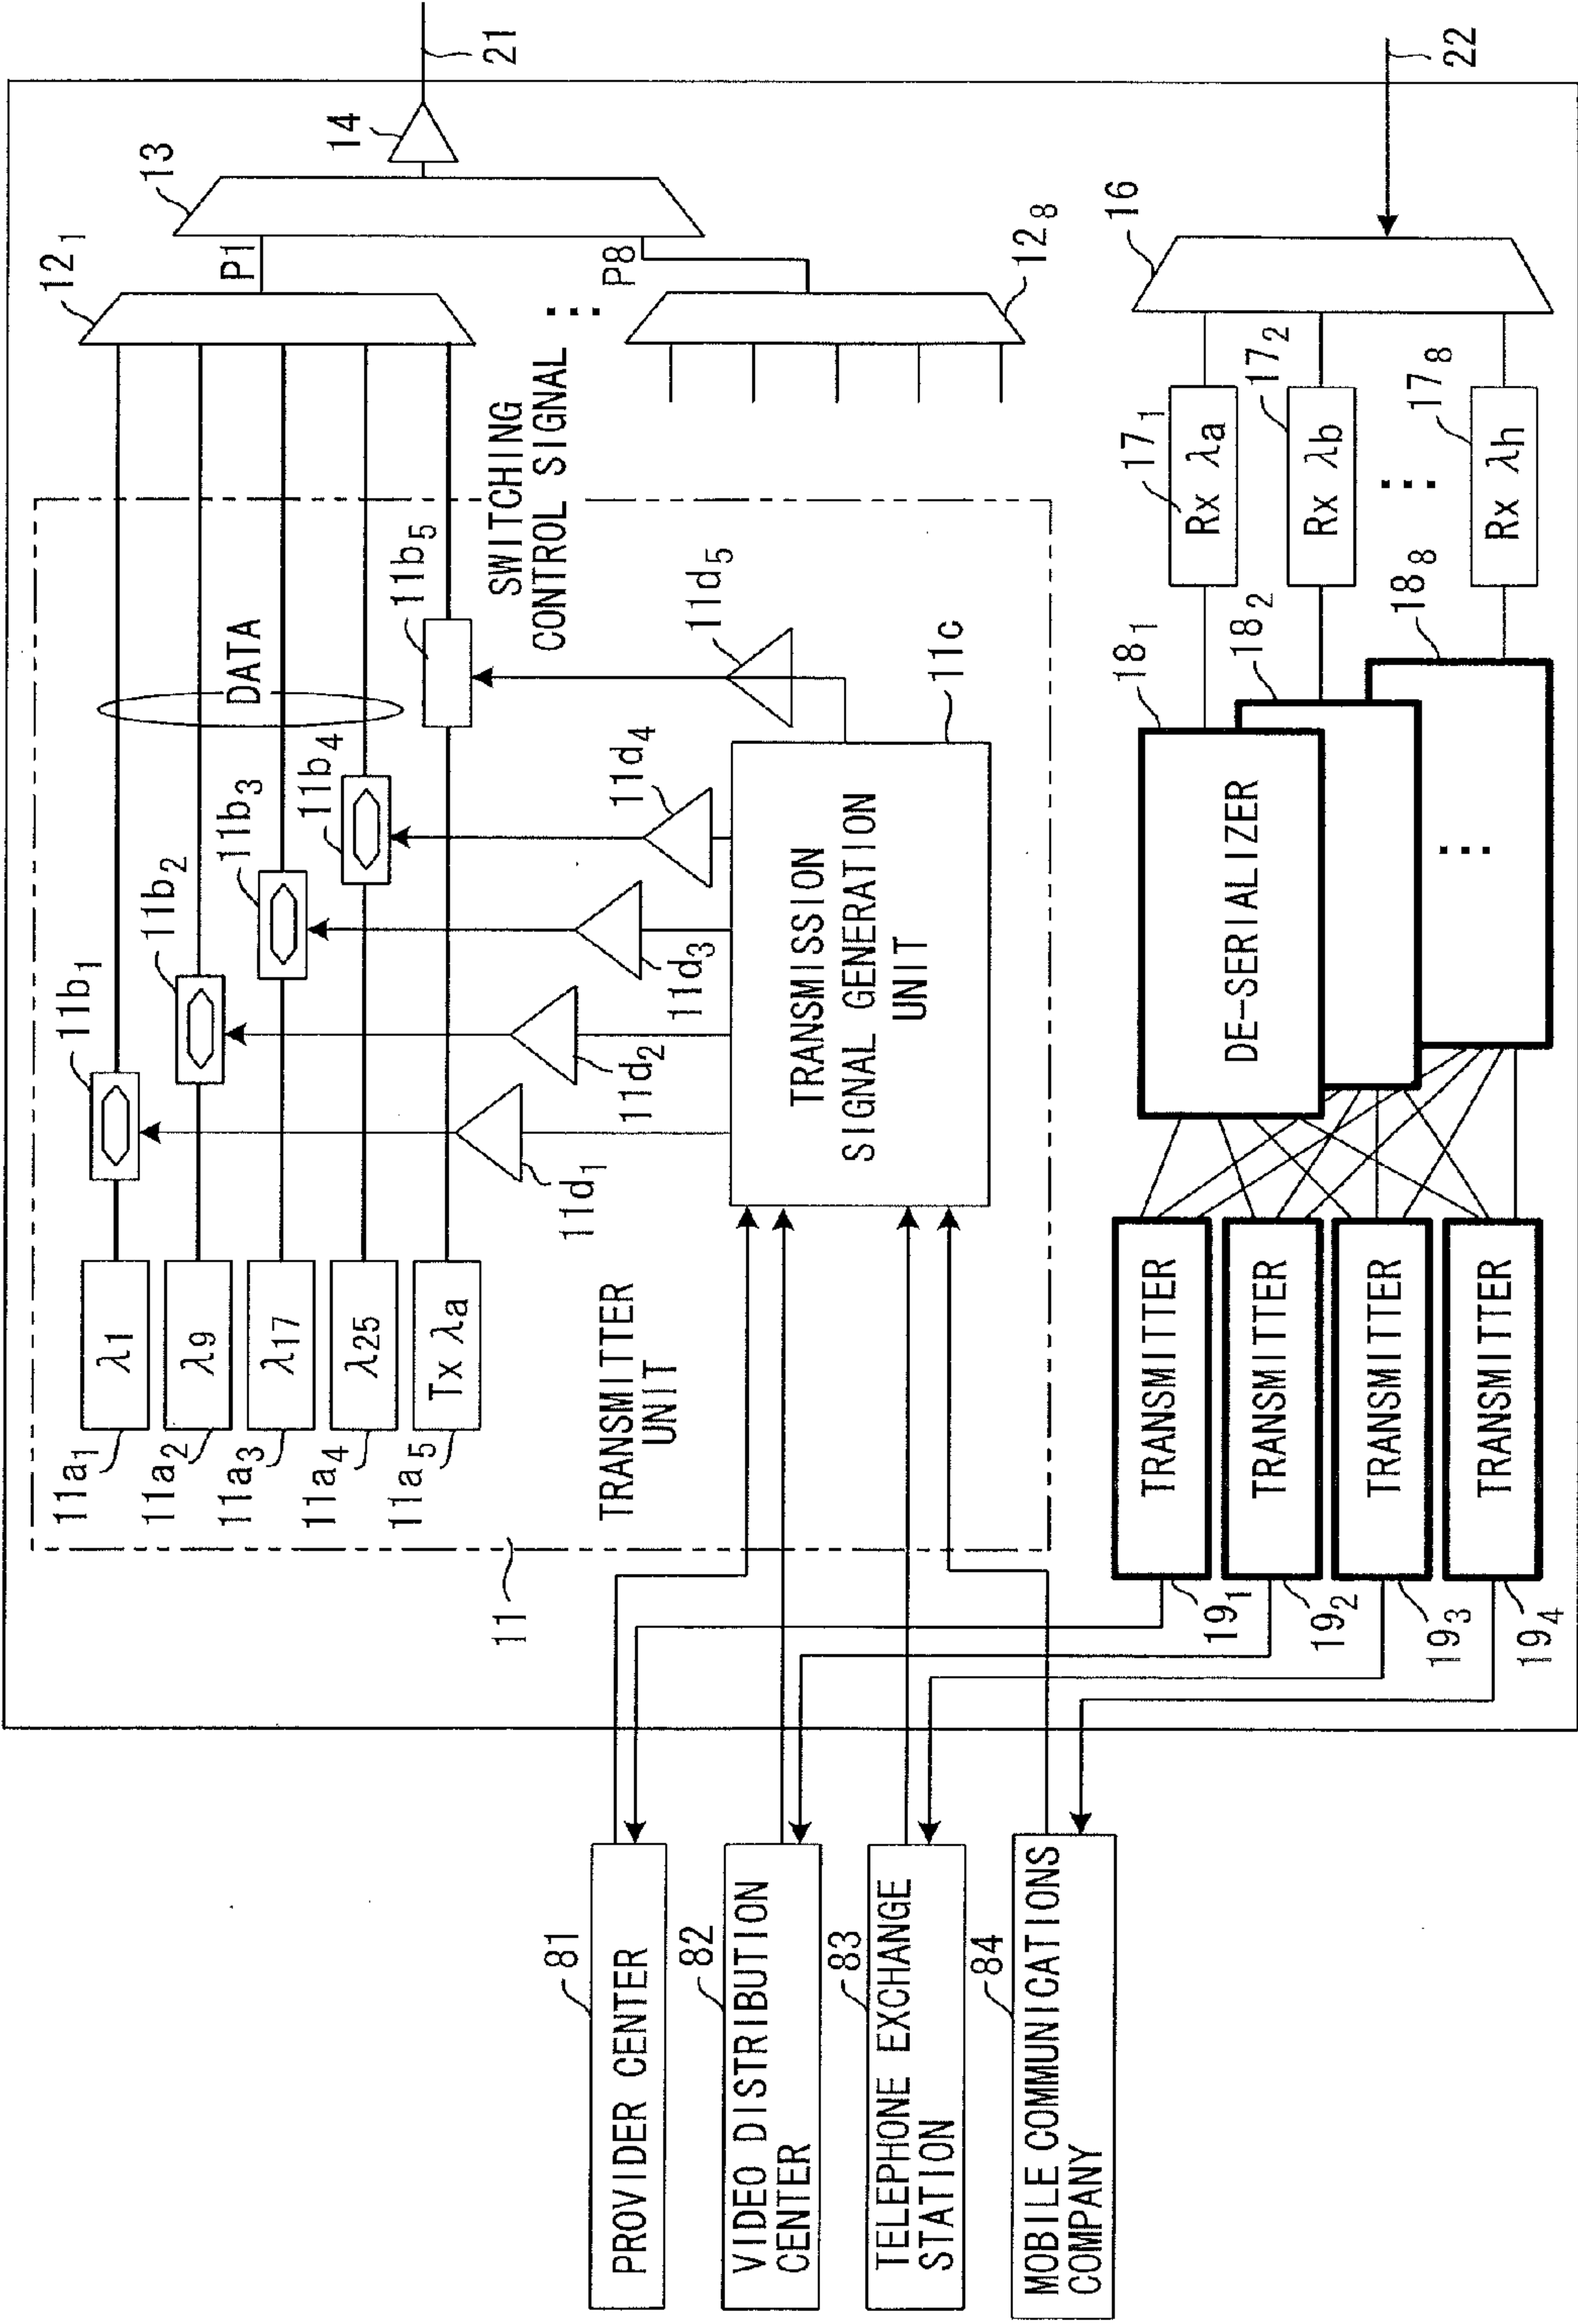 21
14
13
12₁
P1
P8
12₈
SWITCHING
CONTROL SIGNAL
DATA
11b₁
11b₂
11b₃
11b₄
11b₅
11d₁
11d₂
11d₃
11d₄
11d₅
11c
TRANSMISSION
SIGNAL GENERATION
UNIT
λ1
λ9
λ17
λ25
Tx λa
11a₁
11a₂
11a₃
11a₄
11a₅
TRANSMITTER
UNIT
11
22
16
17₁
Rx λa
17₂
Rx λb
17₈
Rx λh
18₁
18₂
18₈
DE-SERIALIZER
TRANSMITTER
TRANSMITTER
TRANSMITTER
TRANSMITTER
19₁
19₂
19₃
19₄
81
PROVIDER CENTER
82
VIDEO DISTRIBUTION
CENTER
83
TELEPHONE EXCHANGE
STATION
84
MOBILE COMMUNICATIONS
COMPANY